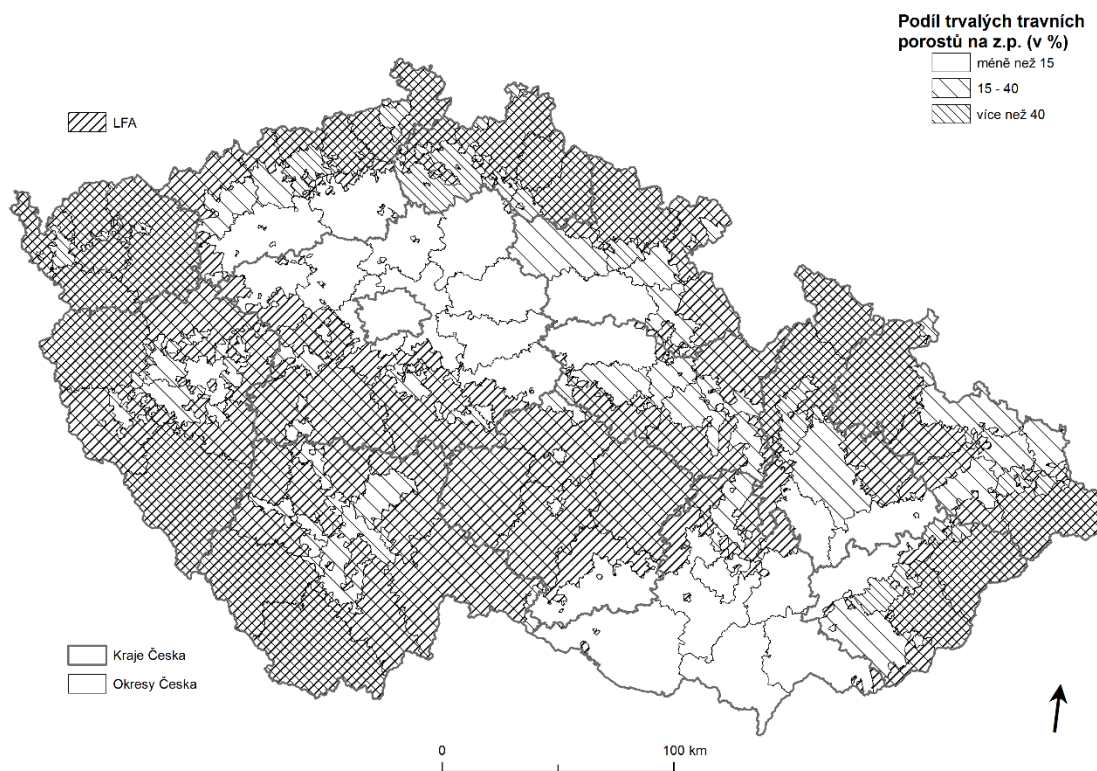 Podíl trvalých travních
porostů na z.p. (v %)
méně než 15
15 - 40
více než 40
LFA
Kraje Česka
Okresy Česka
0
100 km